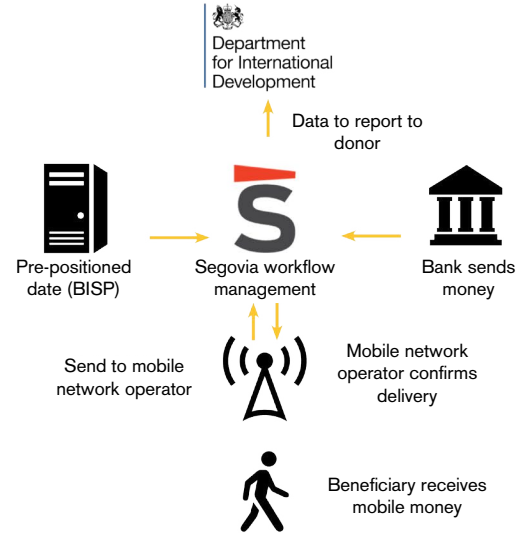 Department
for International
Development
Data to report to
donor
S
Pre-positioned
date (BISP)
Segovia workflow
management
Bank sends
money
Send to mobile
network operator
Mobile network
operator confirms
delivery
Beneficiary receives
mobile money